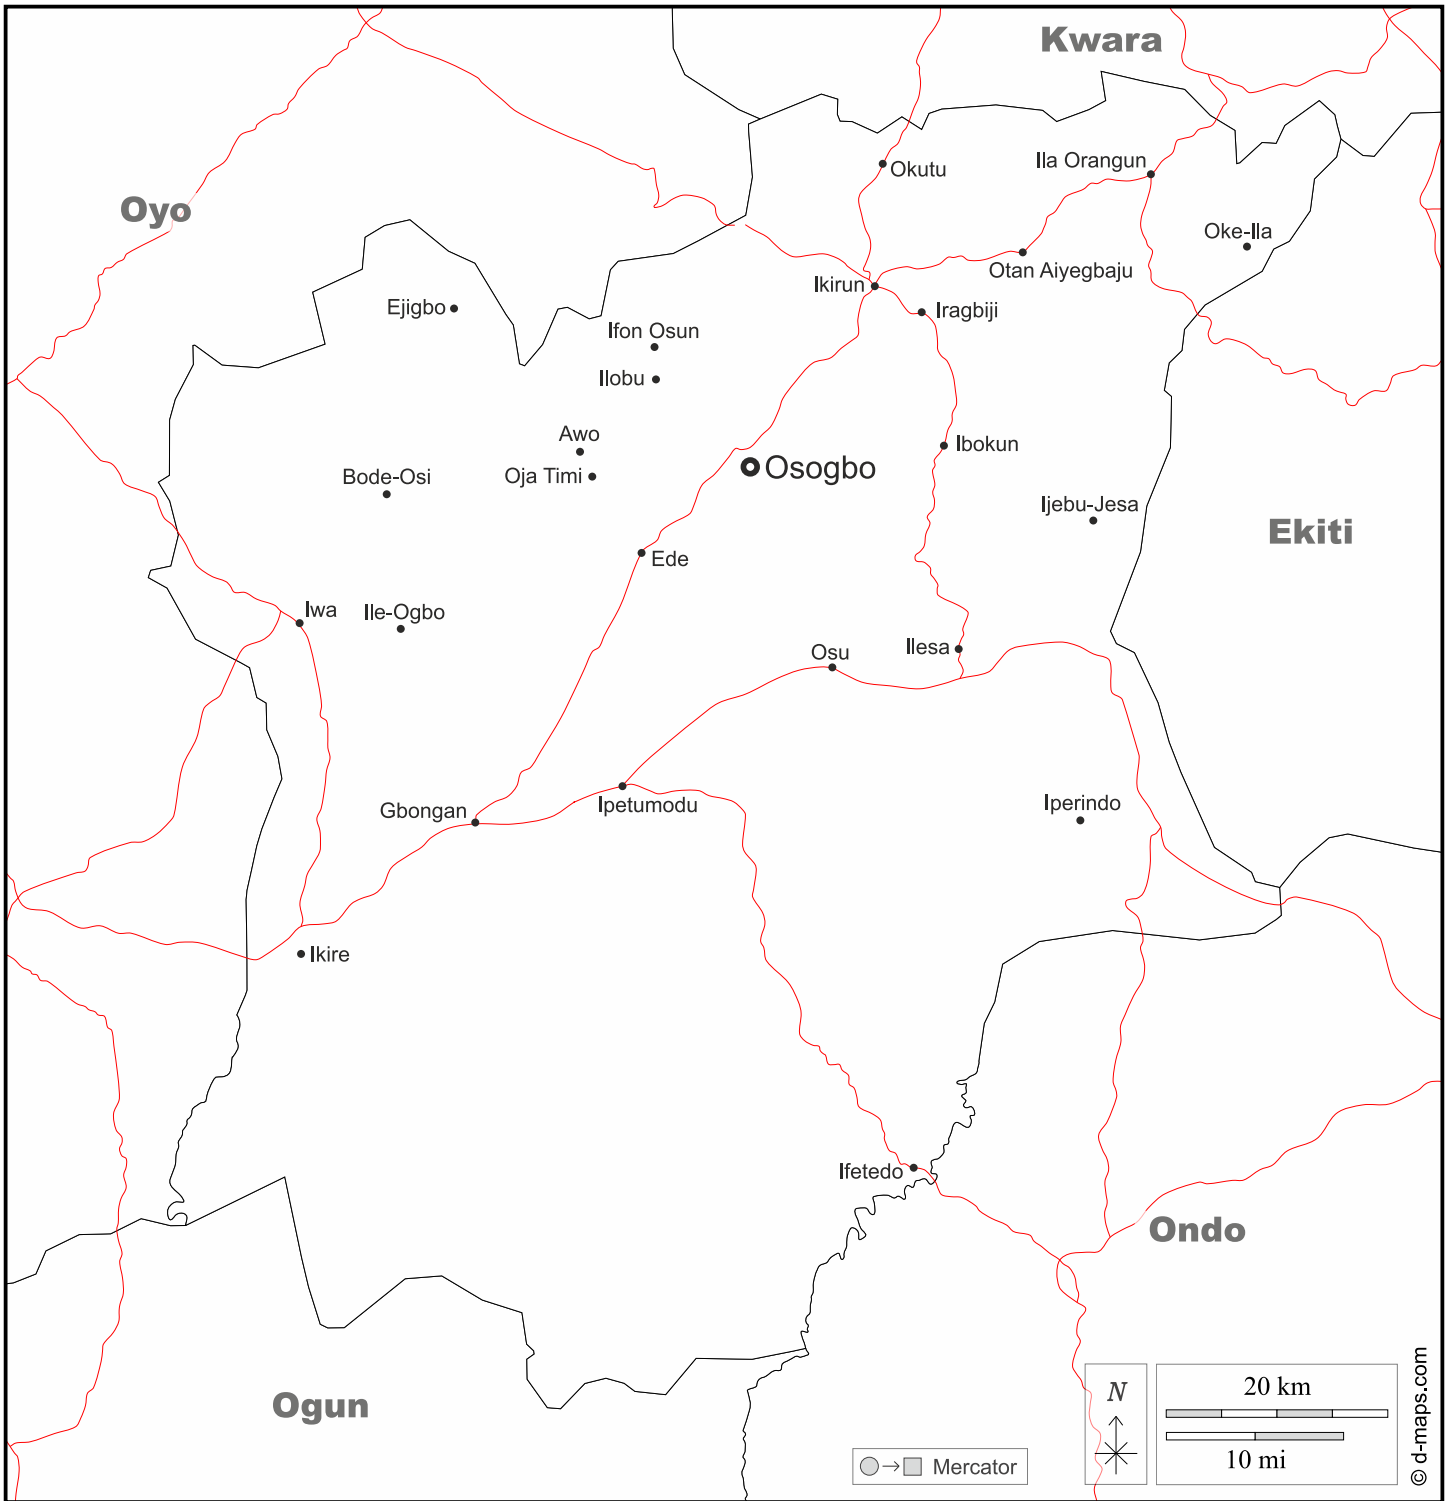 Kwara
Okutu
Ila Orangun
Oyo
Oke-Ila
Otan Aiyegbaju
Ikirun
Ejigbo
Iragbiji
Ifon Osun
Ilobu
Awo
Ibokun
Osogbo
Bode-Osi
Oja Timi
Ijebu-Jesa
Ekiti
Ede
Iwa
Ile-Ogbo
Ilesa
Osu
Iperindo
Ipetumodu
Gbongan
Ikire
Ifetedo
Ondo
Ogun
N
20 km
10 mi
Mercator
© d-maps.com